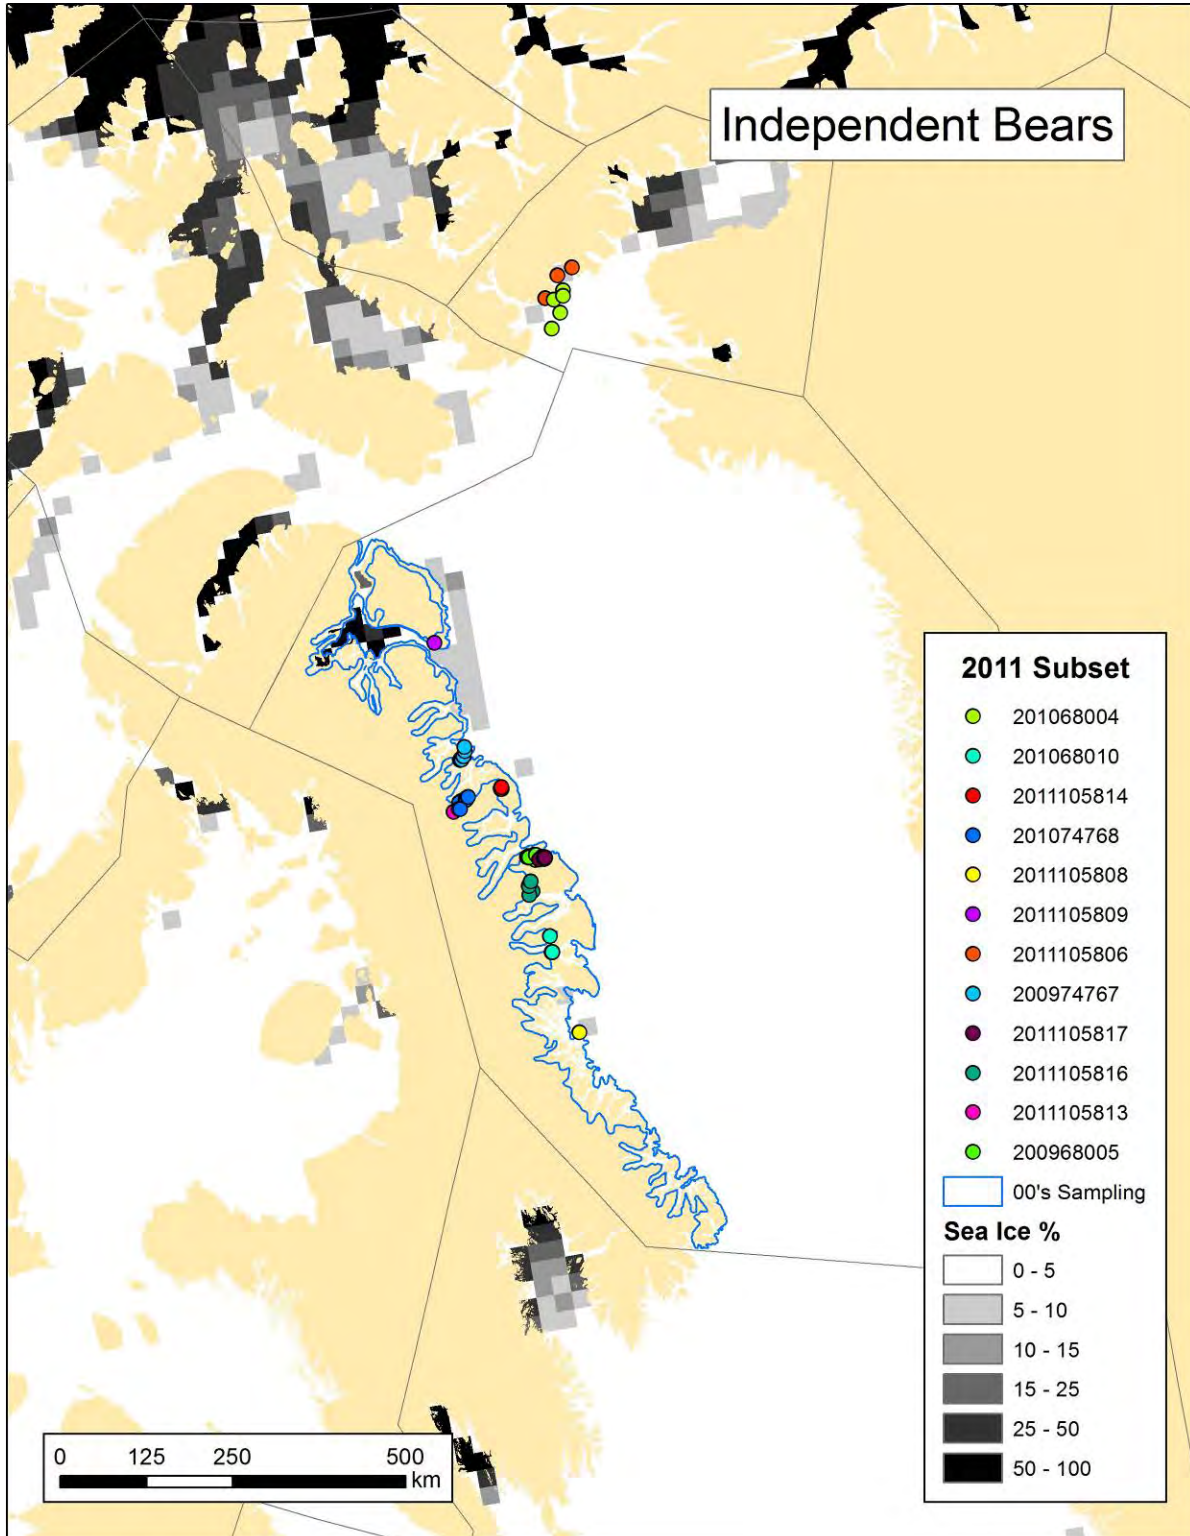 Independent Bears
2011 Subset
201068004
201068010
2011105814
201074768
2011105808
2011105809
2011105806
200974767
2011105817
2011105816
2011105813
200968005
00's Sampling
Sea Ice %
0 - 5
5 - 10
10 - 15
15 - 25
25 - 50
50 - 100
0 125 250 500
km